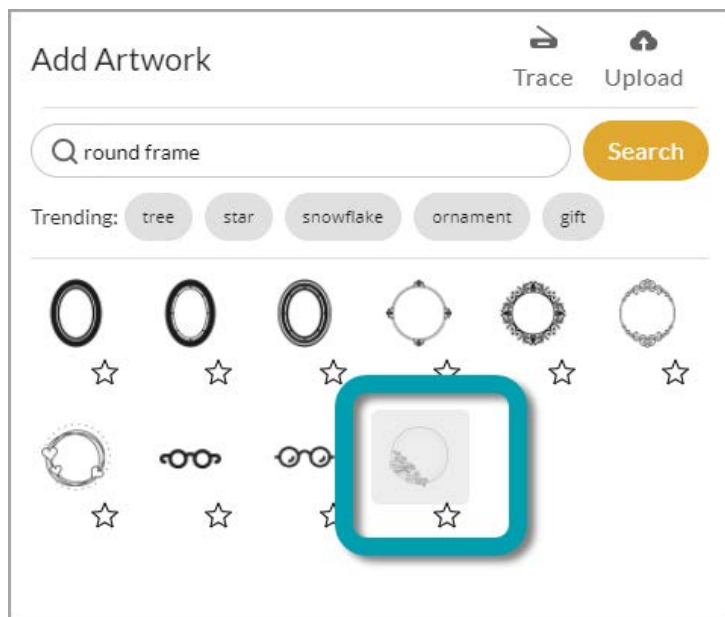 Add Artwork
Trace Upload
round frame
Search
Trending: tree star snowflake ornament gift